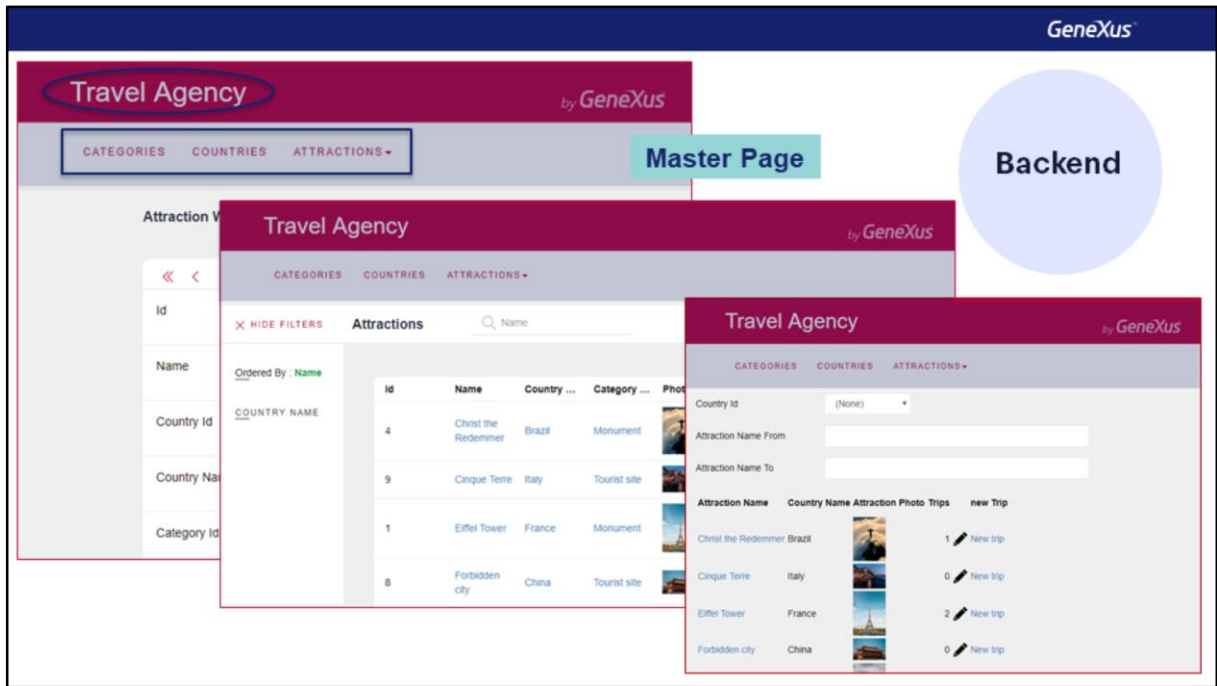 GeneXus
Travel Agency
by GeneXus
CATEGORIES COUNTRIES ATTRACTIONS
Master Page
Backend
Attraction W
Id
Name
Country Id
Country Na
Category Id
Travel Agency
by GeneXus
CATEGORIES COUNTRIES ATTRACTIONS
HIDE FILTERS Attractions Name
Ordered By : Name
COUNTRY NAME
Id Name Country ... Category ... Phot
4 Christ the Redemmer Brazil Monument
9 Cinque Terre Italy Tourist site
1 Eiffel Tower France Monument
8 Forbidden city China Tourist site
Travel Agency
by GeneXus
CATEGORIES COUNTRIES ATTRACTIONS
Country Id (None)
Attraction Name From
Attraction Name To
Attraction Name Country Name Attraction Photo Trips new Trip
Christ the Redemmer Brazil 1 New trip
Cinque Terre Italy 0 New trip
Eiffel Tower France 2 New trip
Forbidden city China 0 New trip